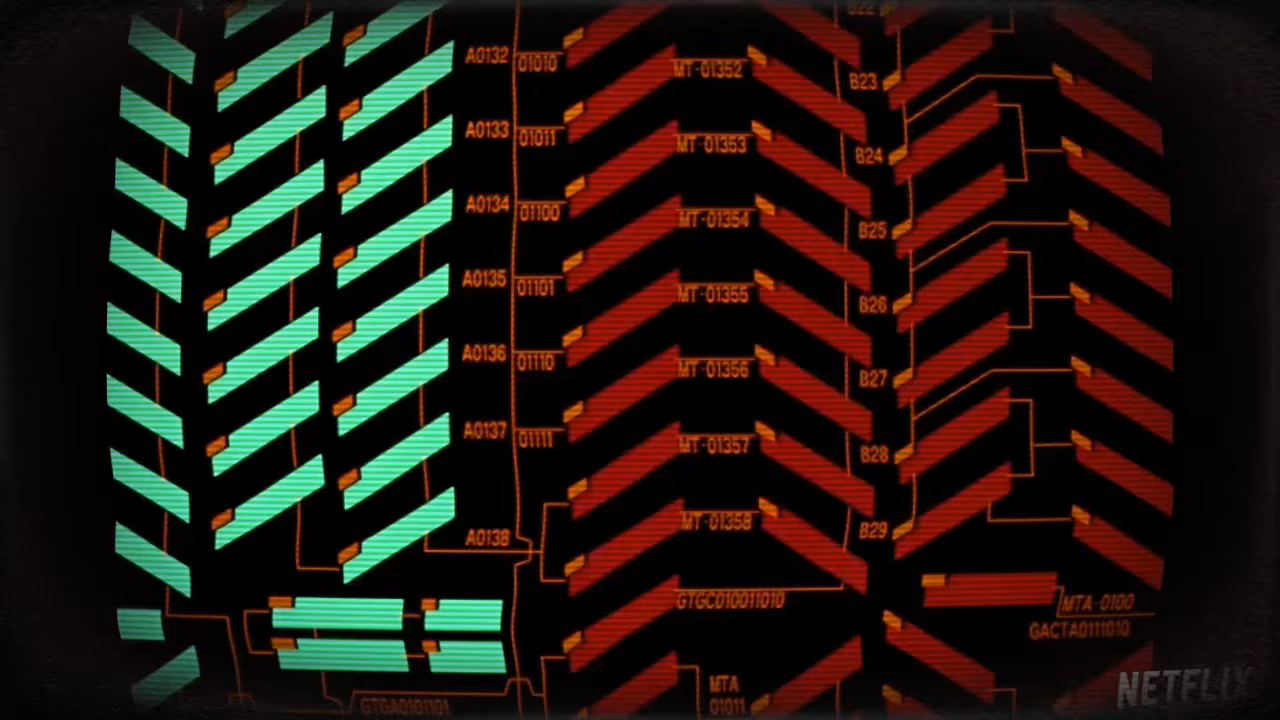 B22
A0132
01010
MT-01352
B23
A0133
01011
MT-01353
B24
A0134
01100
MT-01354
B25
A0135
01101
MT-01355
B26
A0136
01110
MT-01356
B27
A0137
01111
MT-01357
B28
A0138
MT-01358
B29
GTGC010011010
MTA-0100
GACTA0111010
MTA
01011
GTGA0101101
NETFLIX